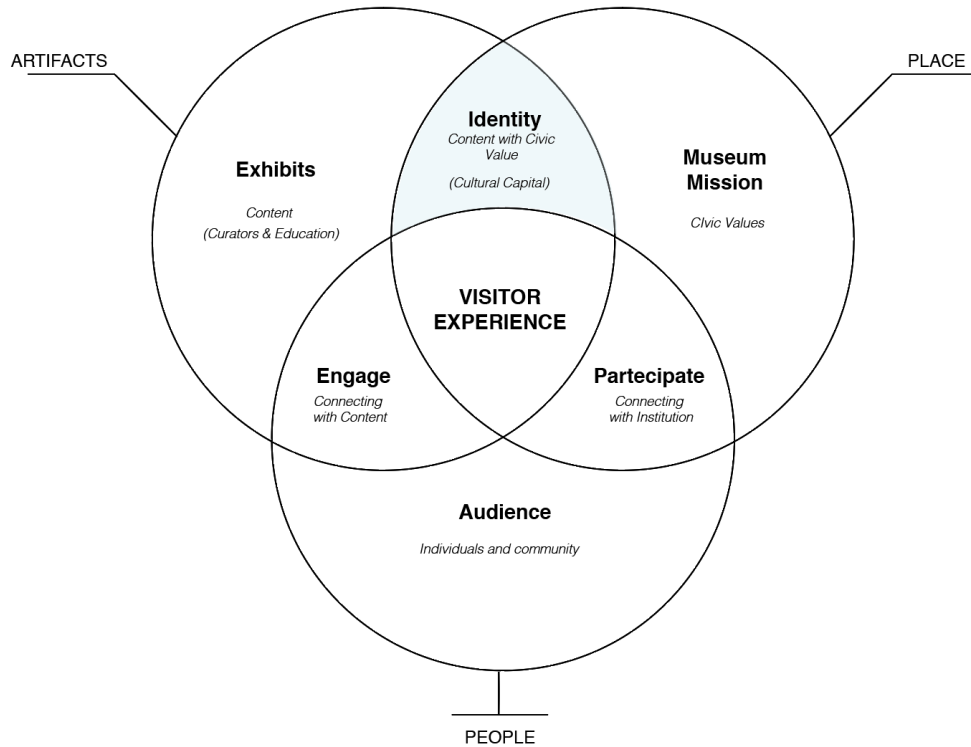 ARTIFACTS
PLACE
Identity
Content with Civic
Value
(Cultural Capital)
Exhibits
Content
(Curators & Education)
Museum
Mission
CIvic Values
VISITOR
EXPERIENCE
Engage
Connecting
with Content
Partecipate
Connecting
with Institution
Audience
Individuals and community
PEOPLE